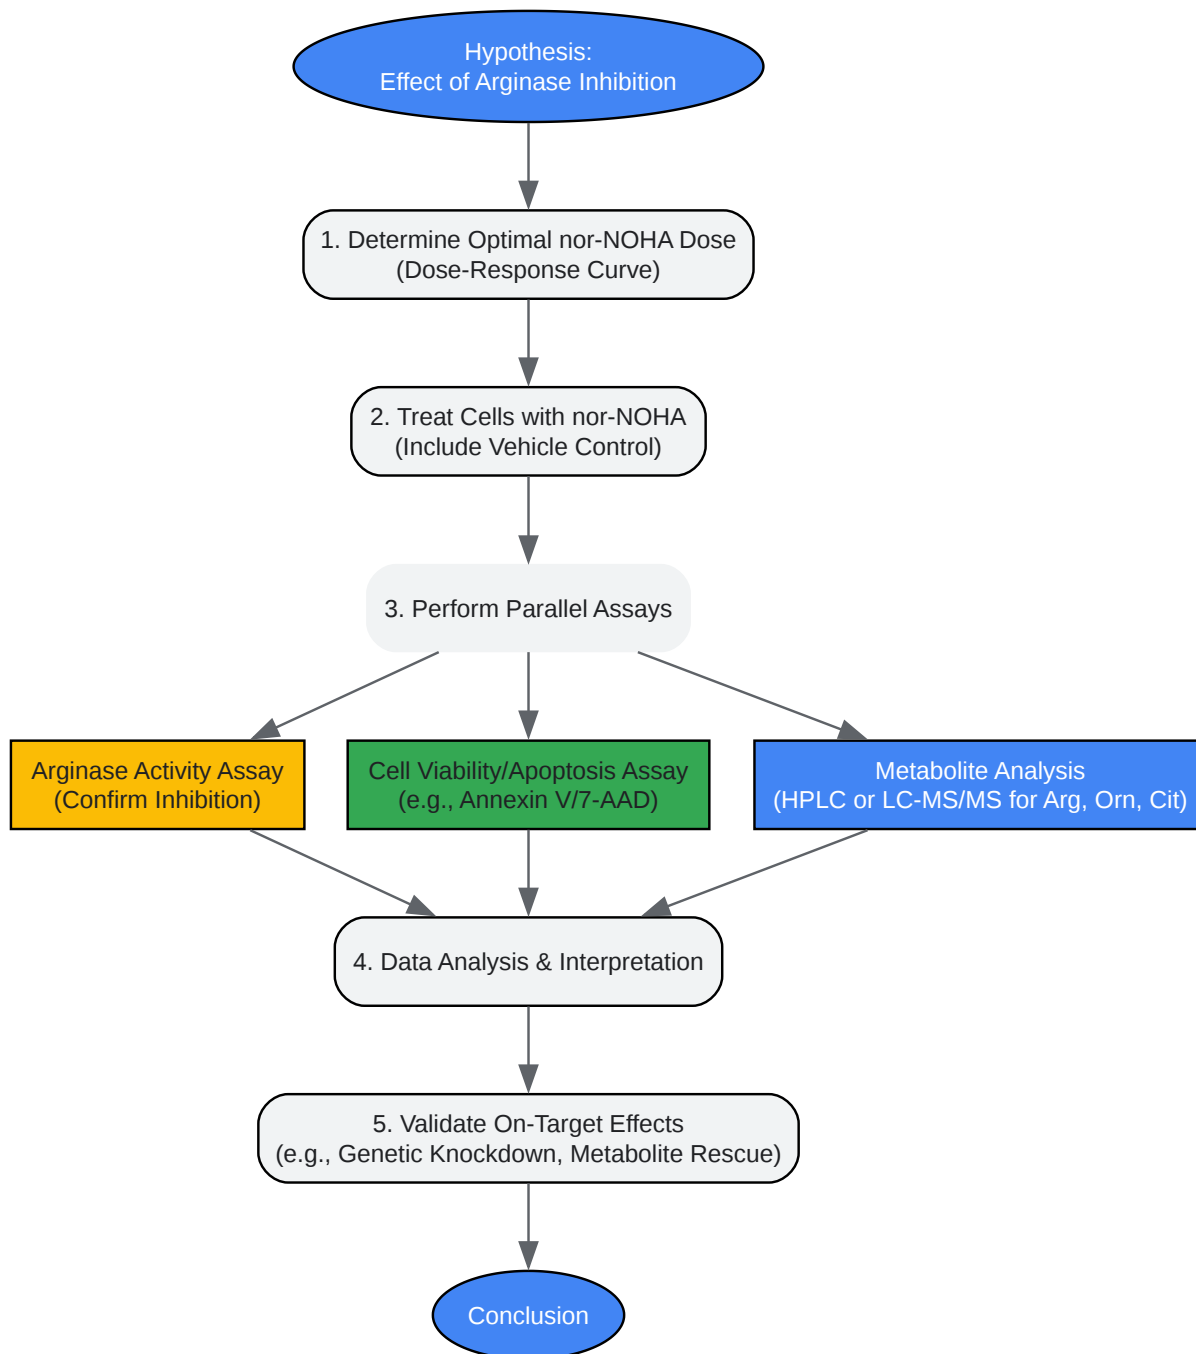 Hypothesis:
Effect of Arginase Inhibition
1. Determine Optimal nor-NOHA Dose
(Dose-Response Curve)
2. Treat Cells with nor-NOHA
(Include Vehicle Control)
3. Perform Parallel Assays
Arginase Activity Assay
(Confirm Inhibition)
Cell Viability/Apoptosis Assay
(e.g., Annexin V/7-AAD)
Metabolite Analysis
(HPLC or LC-MS/MS for Arg, Orn, Cit)
4. Data Analysis & Interpretation
5. Validate On-Target Effects
(e.g., Genetic Knockdown, Metabolite Rescue)
Conclusion